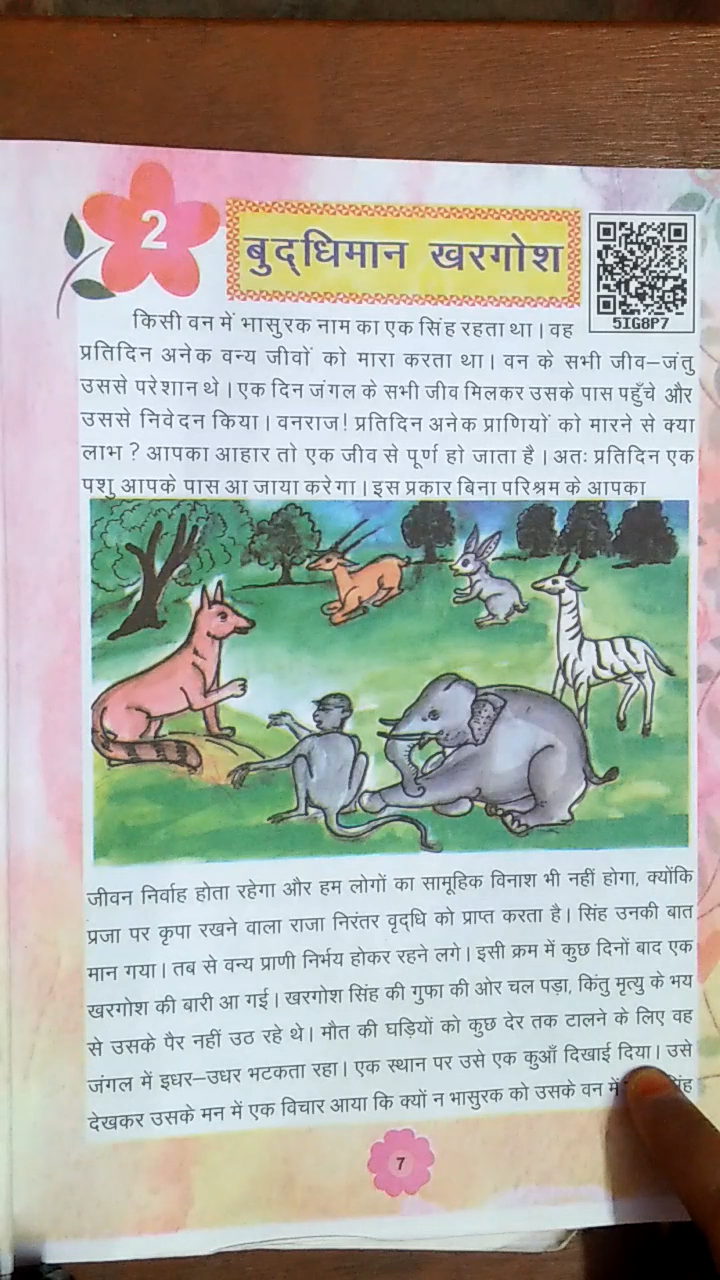 2
बुद्धिमान खरगोश
5IG8P7
किसी वन में भासुरक नाम का एक सिंह रहता था। वह
प्रतिदिन अनेक वन्य जीवों को मारा करता था। वन के सभी जीव–जंतु
उससे परेशान थे। एक दिन जंगल के सभी जीव मिलकर उसके पास पहुँचे और
उससे निवेदन किया। वनराज! प्रतिदिन अनेक प्राणियों को मारने से क्या
लाभ? आपका आहार तो एक जीव से पूर्ण हो जाता है। अतः प्रतिदिन एक
पशु आपके पास आ जाया करेगा। इस प्रकार बिना परिश्रम के आपका
जीवन निर्वाह होता रहेगा और हम लोगों का सामूहिक विनाश भी नहीं होगा, क्योंकि
प्रजा पर कृपा रखने वाला राजा निरंतर वृद्धि को प्राप्त करता है। सिंह उनकी बात
मान गया। तब से वन्य प्राणी निर्भय होकर रहने लगे। इसी क्रम में कुछ दिनों बाद एक
खरगोश की बारी आ गई। खरगोश सिंह की गुफा की ओर चल पड़ा, किंतु मृत्यु के भय
से उसके पैर नहीं उठ रहे थे। मौत की घड़ियों को कुछ देर तक टालने के लिए वह
जंगल में इधर–उधर भटकता रहा। एक स्थान पर उसे एक कुआँ दिखाई दिया। उसे
देखकर उसके मन में एक विचार आया कि क्यों न भासुरक को उसके वन में
7